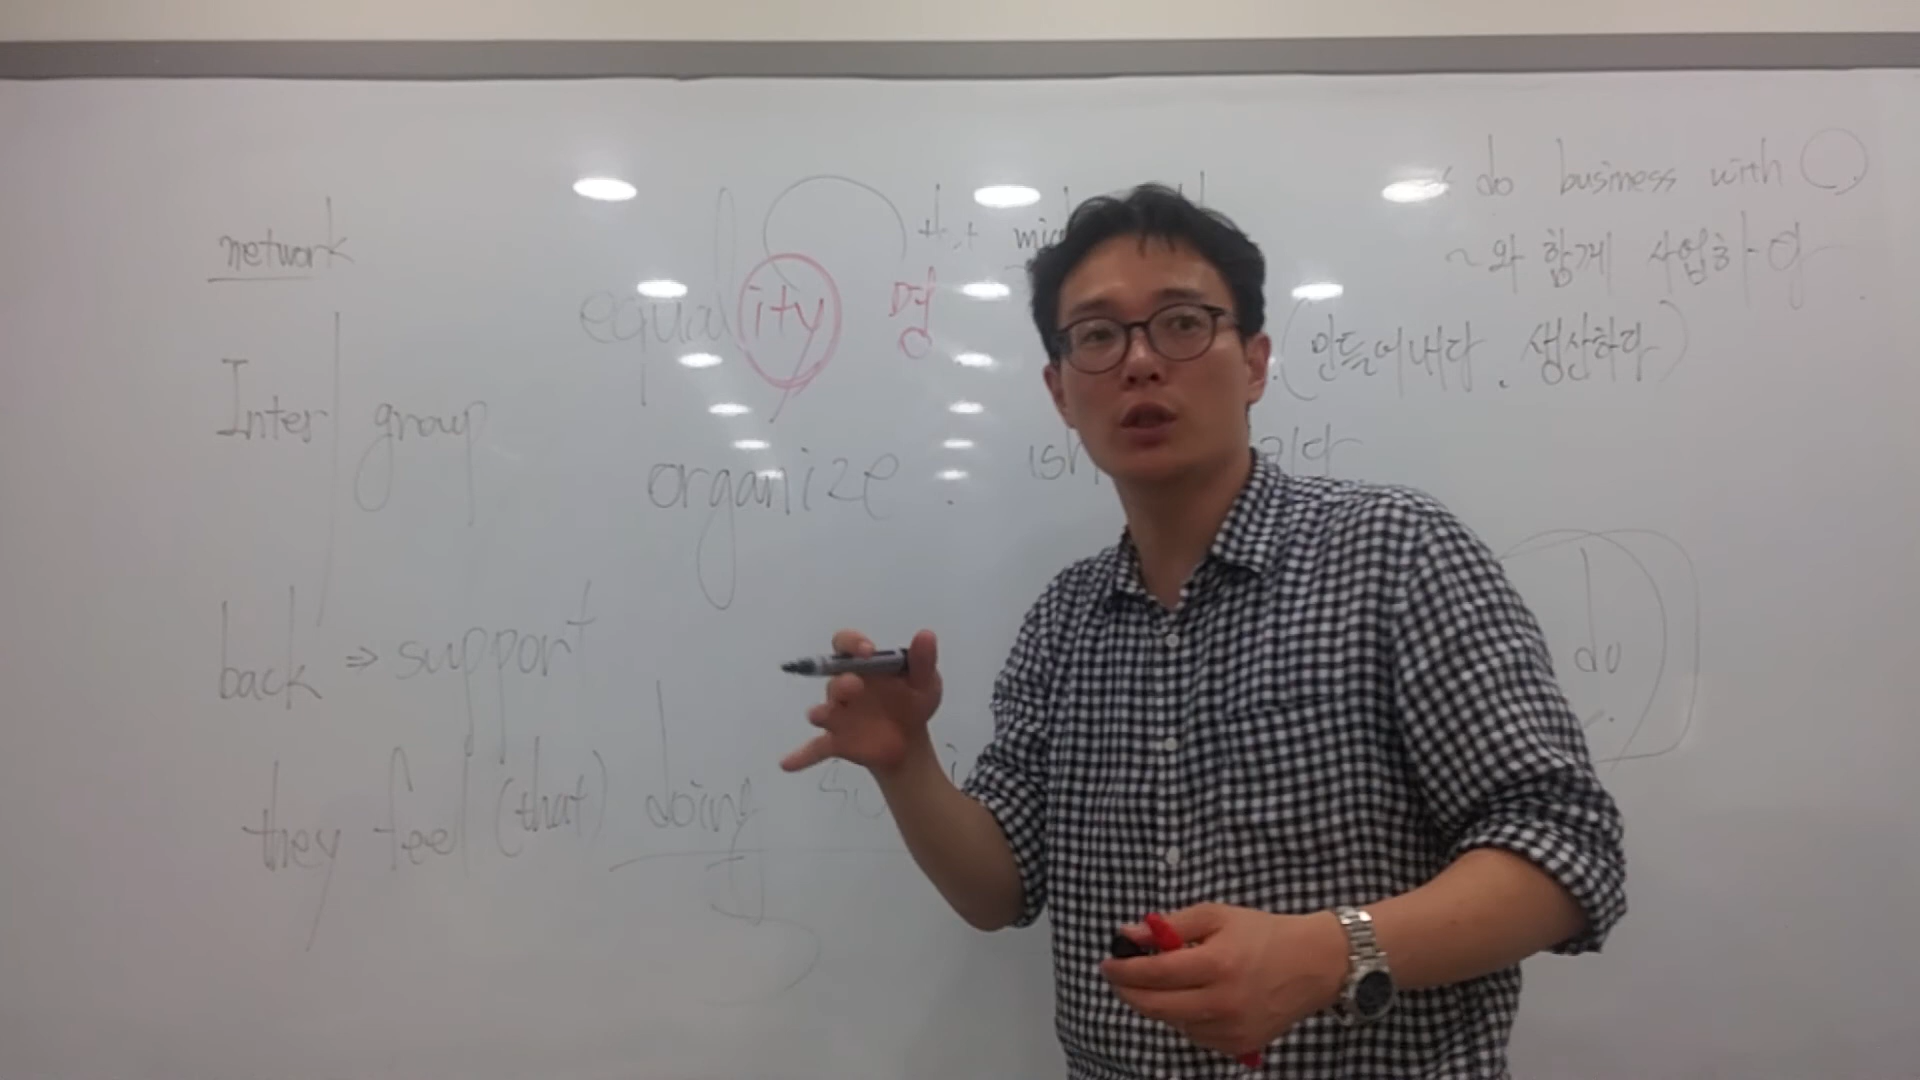 network
Inter group
back ⇒ support
they feel (that) doing
equality 명
organize
do business with ◯
~와 함께 사업하
(만들어내다. 생산하다)
ish
do